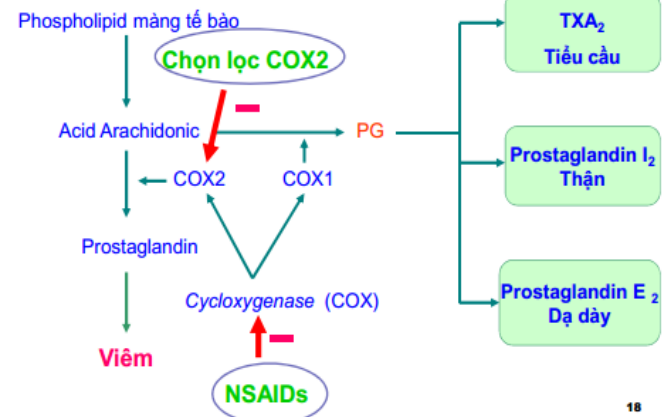 Phospholipid màng tế bào
Chọn lọc COX2
TXA2
Tiểu cầu
Acid Arachidonic
PG
Prostaglandin I2
Thận
COX2
COX1
Prostaglandin
Cycloxygenase (COX)
Prostaglandin E 2
Dạ dày
Viêm
NSAIDs
18